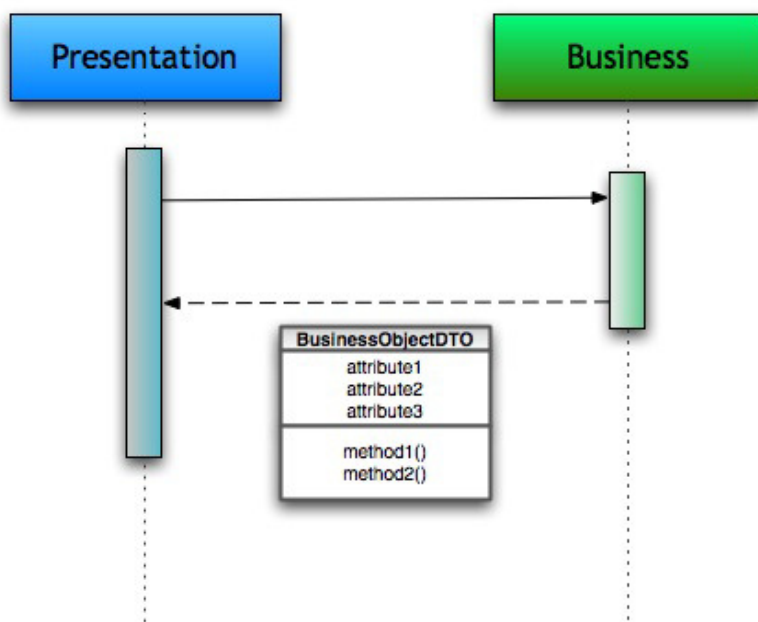 Presentation
Business
BusinessObjectDTO
attribute1
attribute2
attribute3
method1()
method2()